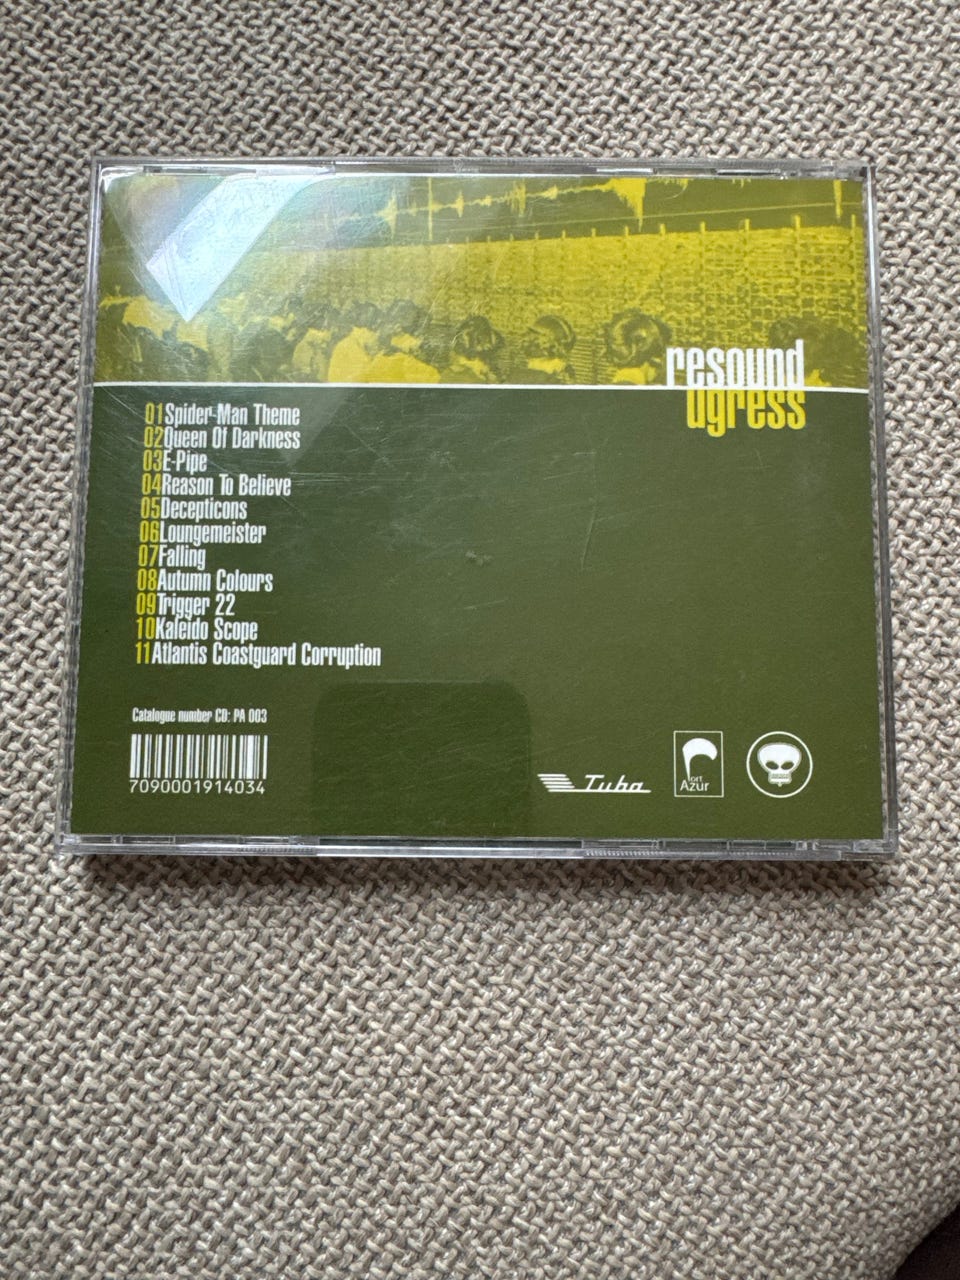 resound
ugress
01 Spider-Man Theme
02 Queen Of Darkness
03 E-Pipe
04 Reason To Believe
05 Decepticons
06 Loungemeister
07 Falling
08 Autumn Colours
09 Trigger 22
10 Kaleido Scope
11 Atlantis Coastguard Corruption
Catalogue number CD: PA 003
7090001914034
Tuba
Port
Azur